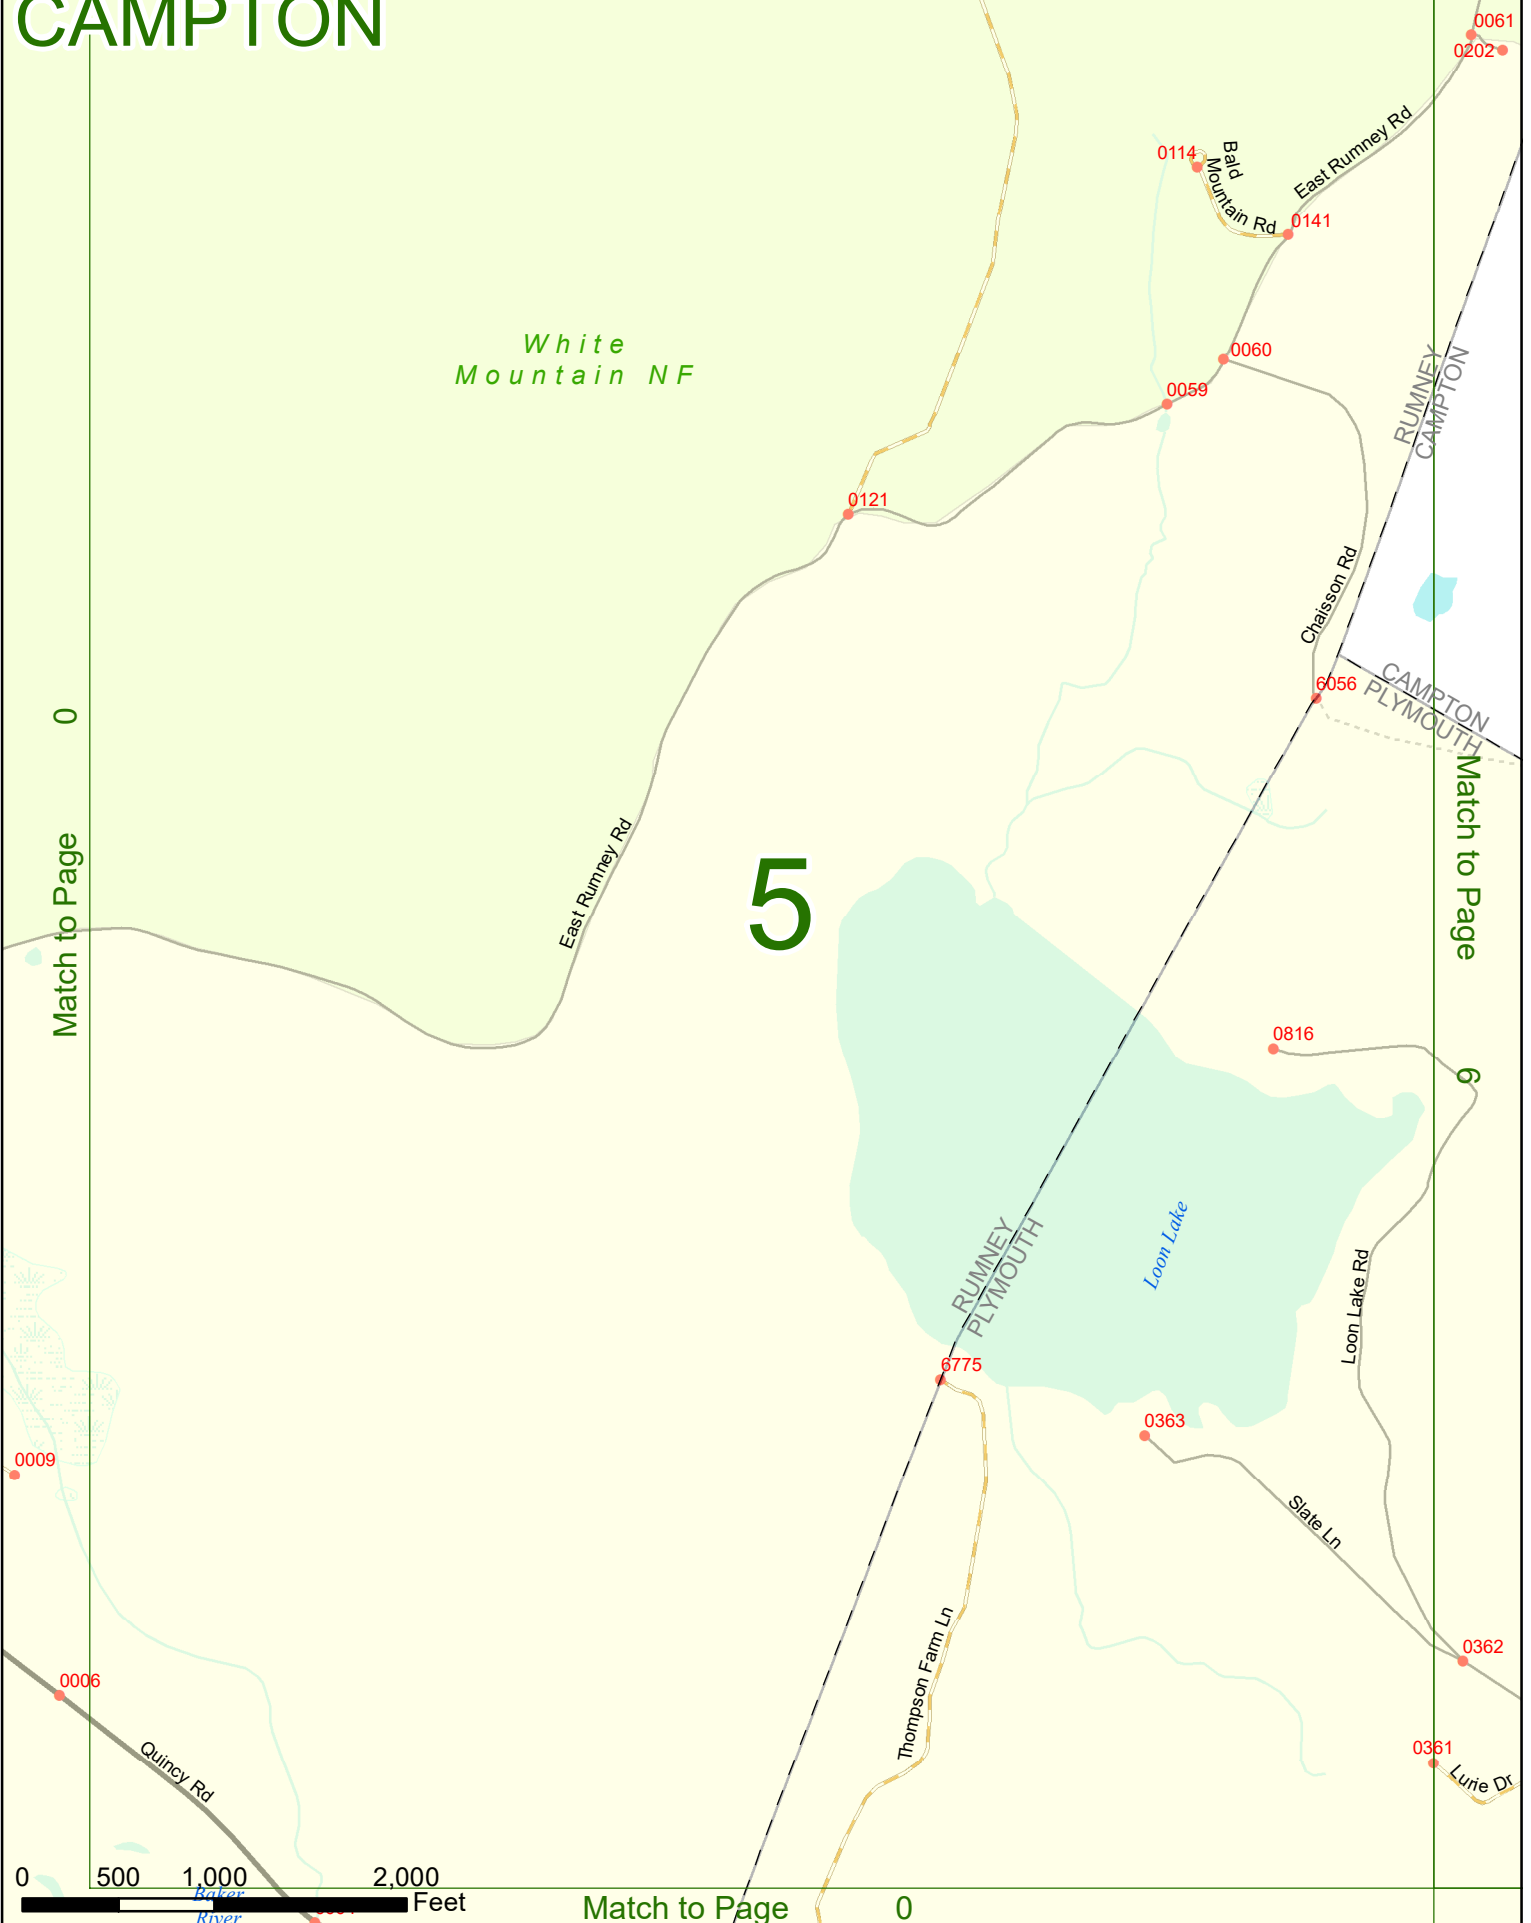 CAMPTON
0061
0202
East Rumney Rd
0114
Bald
Mountain Rd
0141
White
Mountain NF
0060
RUMNEY
CAMPTON
0059
0121
Chaisson Rd
6056
CAMPTON
PLYMOUTH
Match to Page 0
Match to Page 6
East Rumney Rd
5
0816
Loon Lake
RUMNEY
PLYMOUTH
Loon Lake Rd
6775
0363
0009
Slate Ln
Thompson Farm Ln
0362
0006
Quincy Rd
0361
Lurie Dr
0 500 1,000 2,000
Feet
Baker
River
Match to Page 0